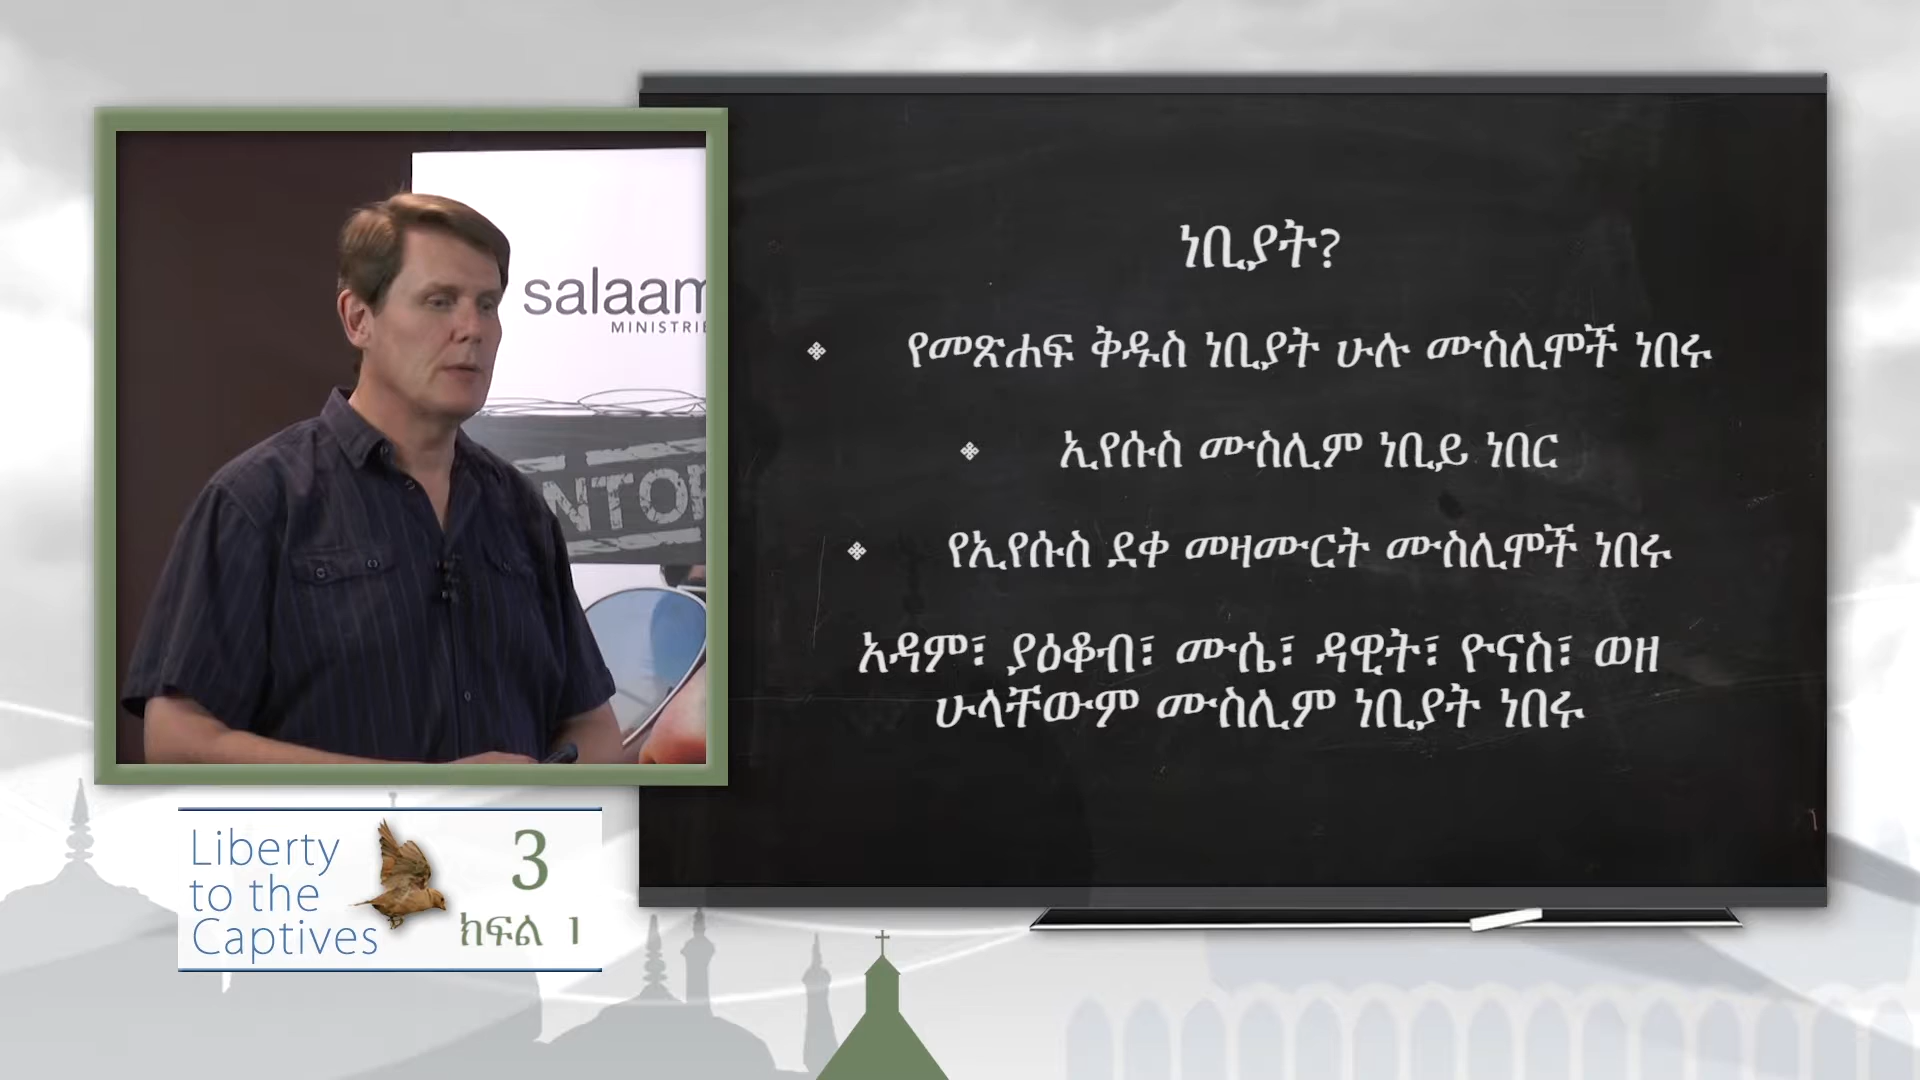 salaam
MINISTRIE
NTOR
ነቢያት?
የመጽሐፍ ቅዱስ ነቢያት ሁሉ ሙስሊሞች ነበሩ
ኢየሱስ ሙስሊም ነቢይ ነበር
የኢየሱስ ደቀ መዛሙርት ሙስሊሞች ነበሩ
አዳም፣ ያዕቆብ፣ ሙሴ፣ ዳዊት፣ ዮናስ፣ ወዘ
ሁላቸውም ሙስሊም ነቢያት ነበሩ
Liberty
to the
Captives
3
ክፍል 1